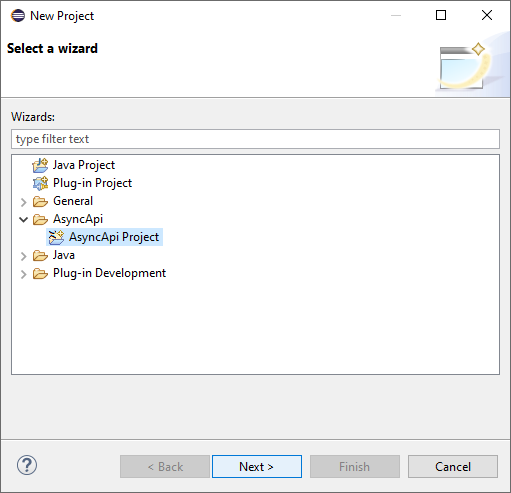 New Project
Select a wizard
Wizards:
type filter text
Java Project
Plug-in Project
General
AsyncApi
AsyncApi Project
Java
Plug-in Development
?
< Back
Next >
Finish
Cancel